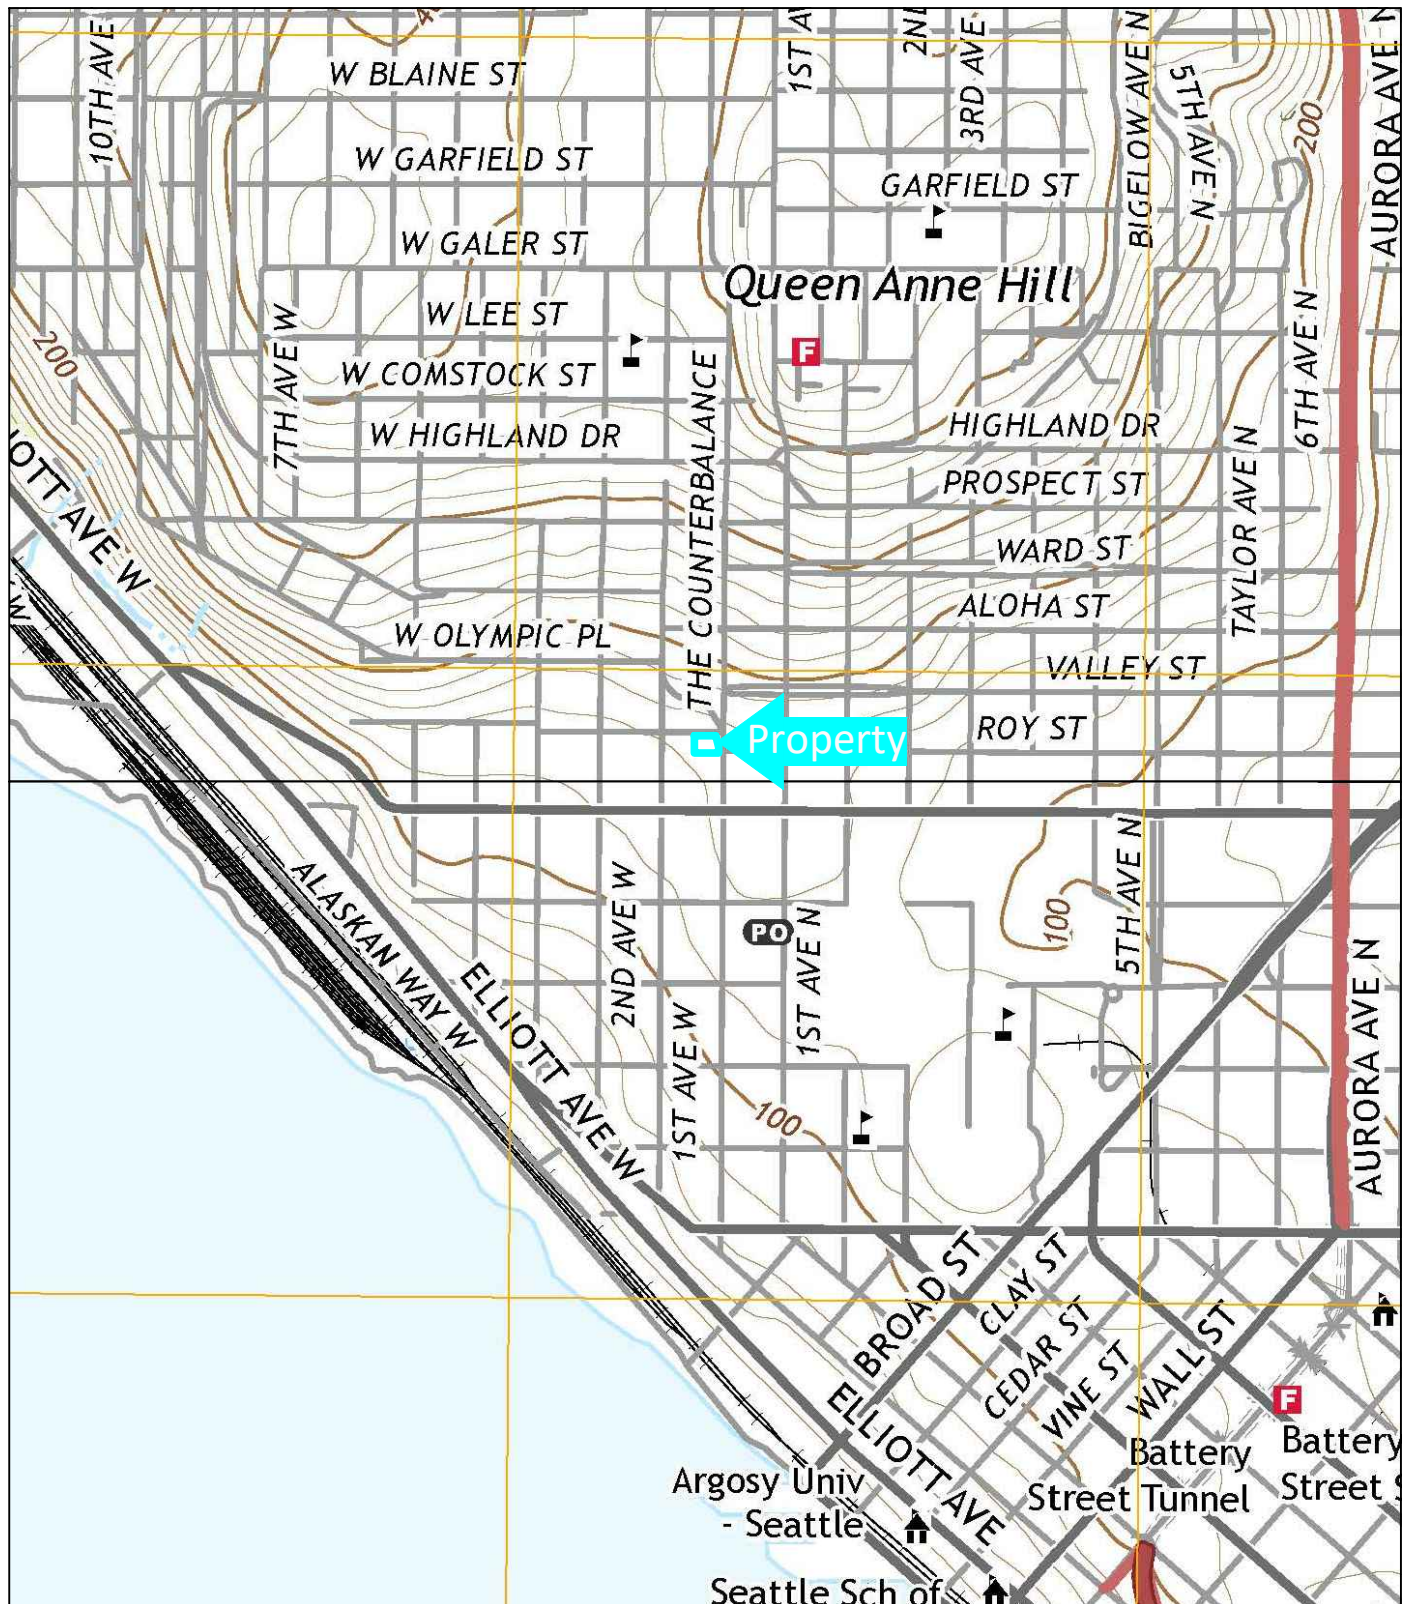 10TH AVE
W BLAINE ST
1ST AV
2ND
3RD AVE
BIGELOW AVE N
5TH AVE N
200
AURORA AVE N
W GARFIELD ST
GARFIELD ST
W GALER ST
Queen Anne Hill
W LEE ST
F
6TH AVE N
200
7TH AVE W
W COMSTOCK ST
THE COUNTERBALANCE
W HIGHLAND DR
HIGHLAND DR
PROSPECT ST
TAYLOR AVE N
IOTT AVE W
W
WARD ST
ALOHA ST
W OLYMPIC PL
VALLEY ST
ROY ST
Property
ALASKAN WAY W
ELLIOTT AVE W
2ND AVE W
1ST AVE W
PO
1ST AVE N
100
5TH AVE N
AURORA AVE N
100
BROAD ST
CLAY ST
CEDAR ST
VINE ST
WALL ST
ELLIOTT AVE
F
Battery
Street Tunnel
Battery
Street S
Argosy Univ
- Seattle
Seattle Sch of